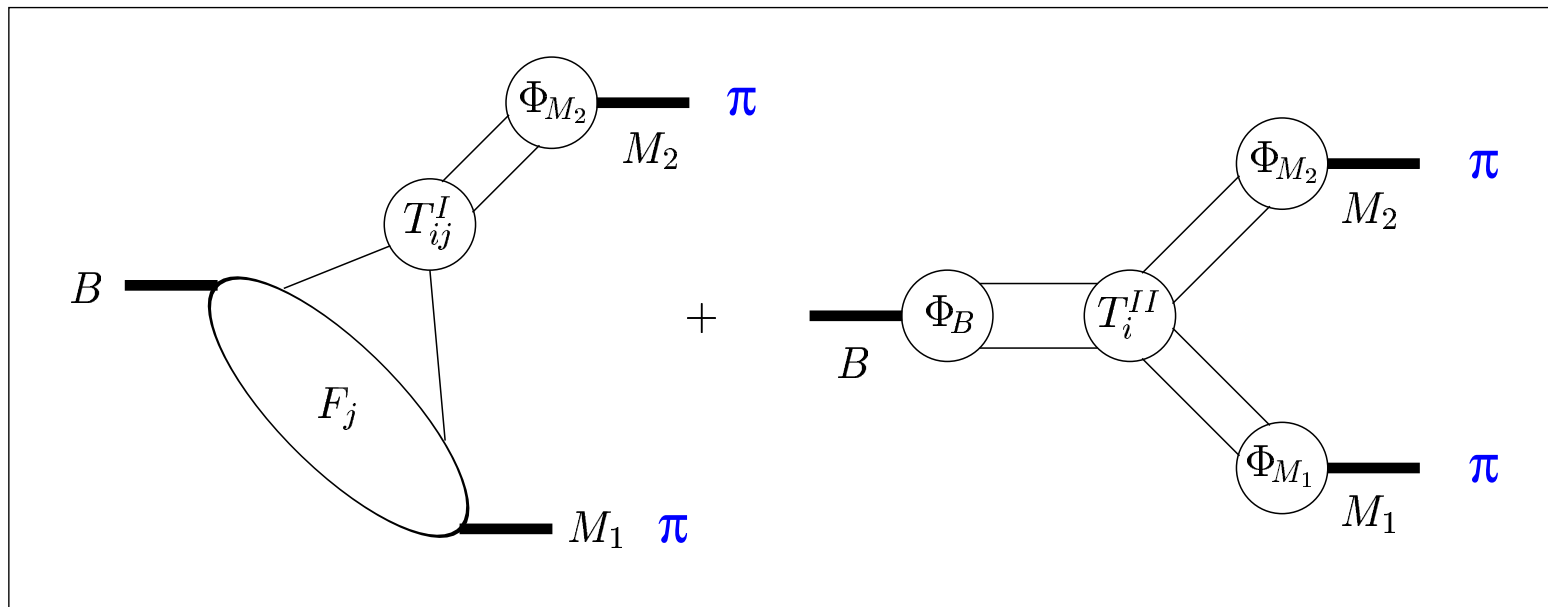 Φ_{M_2} π
M_2
T^I_{ij}
B
F_j
M_1 π
+
Φ_{M_2} π
M_2
Φ_B T^{II}_i
B
Φ_{M_1} π
M_1